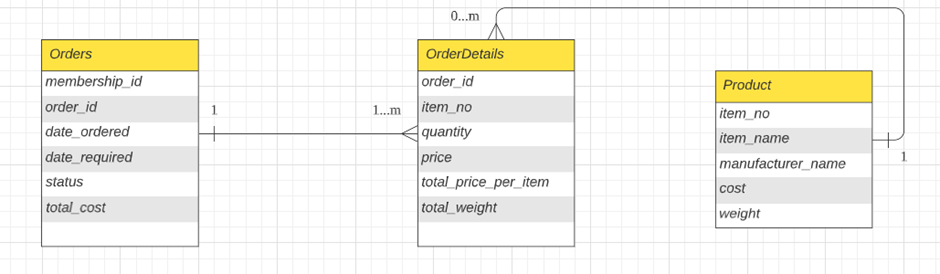 0...m
Orders
membership_id
order_id
date_ordered
date_required
status
total_cost
1
1...m
OrderDetails
order_id
item_no
quantity
price
total_price_per_item
total_weight
Product
item_no
item_name
manufacturer_name
cost
weight
1